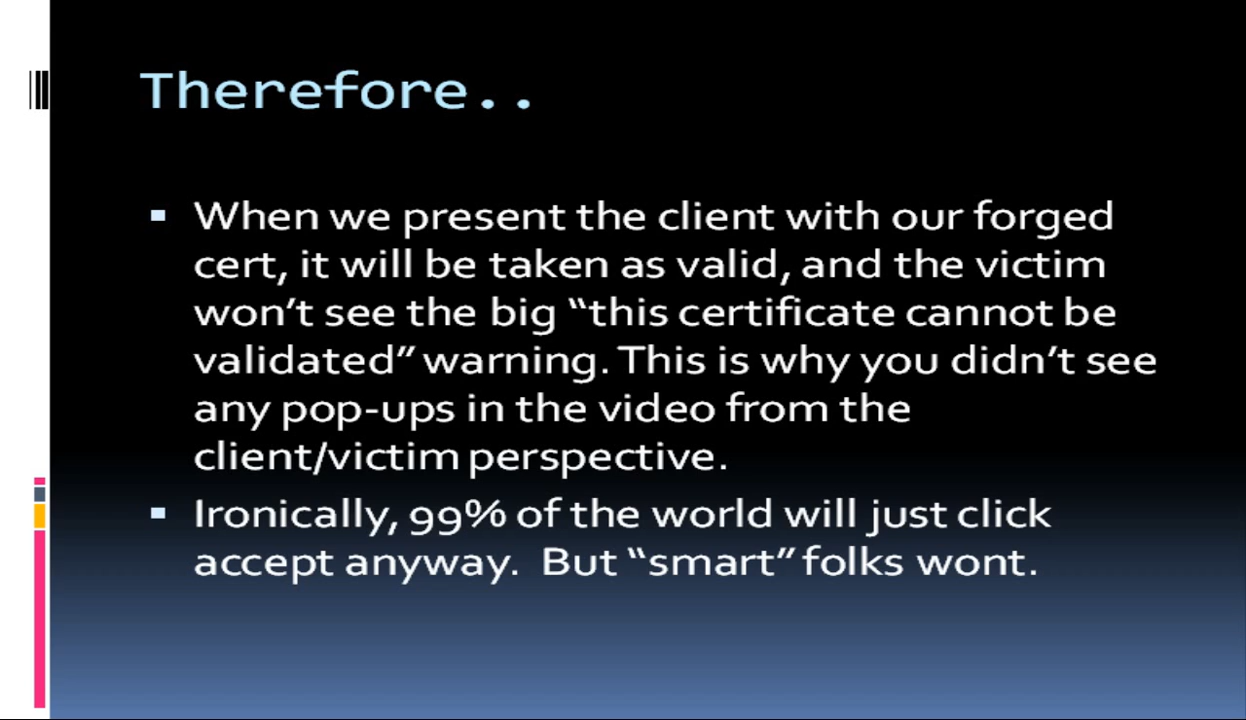 Therefore..
When we present the client with our forged
cert, it will be taken as valid, and the victim
won't see the big “this certificate cannot be
validated” warning. This is why you didn't see
any pop-ups in the video from the
client/victim perspective.
Ironically, 99% of the world will just click
accept anyway.  But “smart” folks wont.